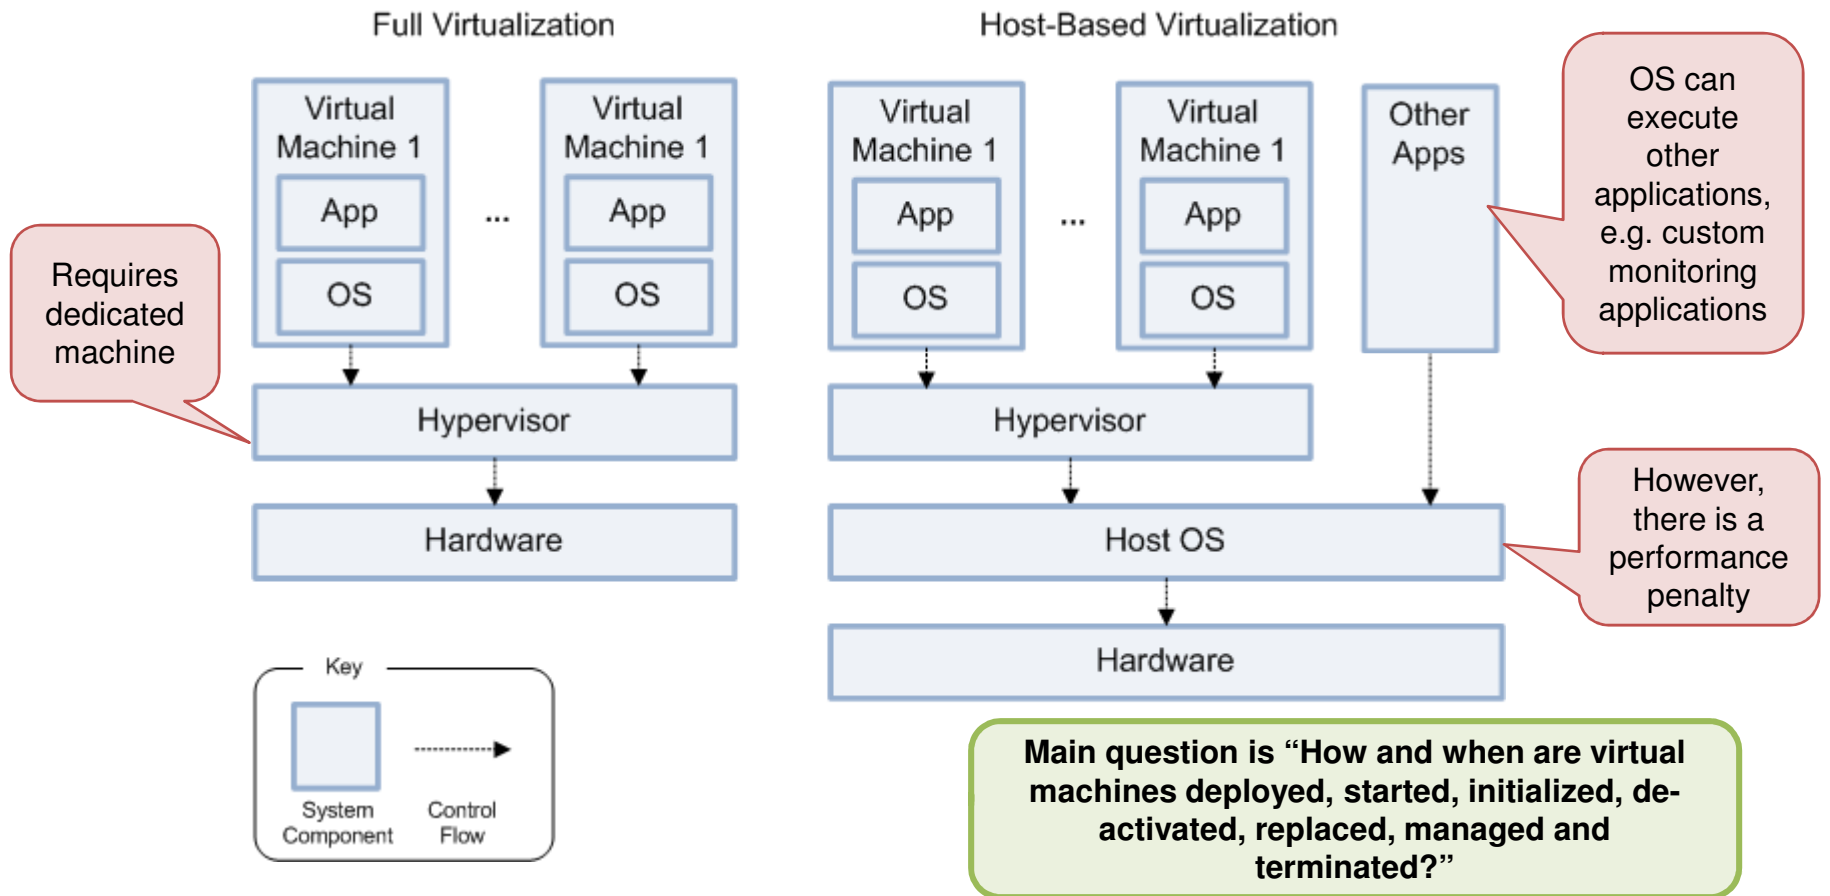 Full Virtualization
Host-Based Virtualization
Virtual
Machine 1
App
OS
...
Virtual
Machine 1
App
OS
Hypervisor
Hardware
Requires
dedicated
machine
Virtual
Machine 1
App
OS
...
Virtual
Machine 1
App
OS
Other
Apps
Hypervisor
Host OS
Hardware
OS can
execute
other
applications,
e.g. custom
monitoring
applications
However,
there is a
performance
penalty
Key
System
Component
Control
Flow
Main question is “How and when are virtual
machines deployed, started, initialized, de-
activated, replaced, managed and
terminated?”